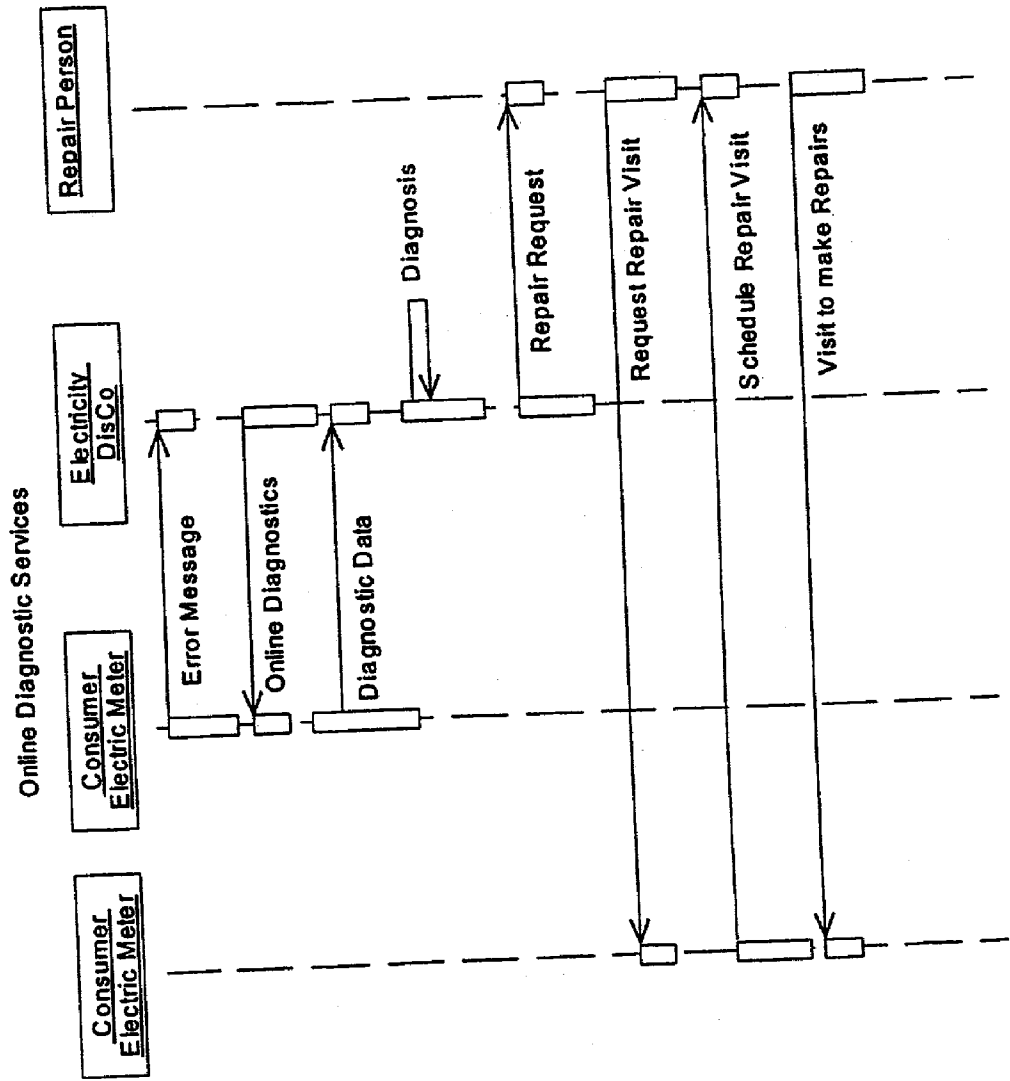 Online Diagnostic Services
Consumer
Electric Meter
Consumer
Electric Meter
Electricity
DisCo
Repair Person
Error Message
Online Diagnostics
Diagnostic Data
Diagnosis
Repair Request
Request Repair Visit
Schedule Repair Visit
Visit to make Repairs